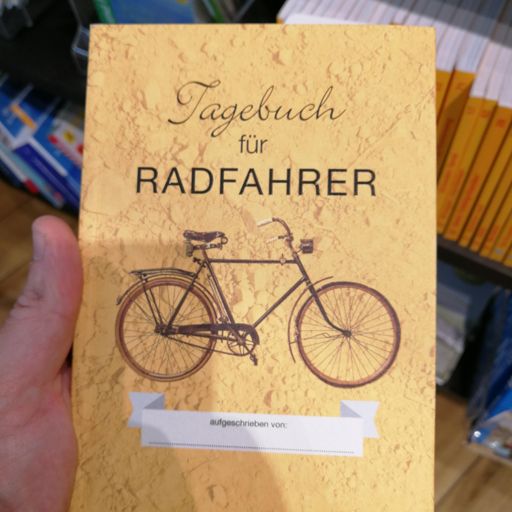 Tagebuch
für
RADFAHRER
aufgeschrieben von: